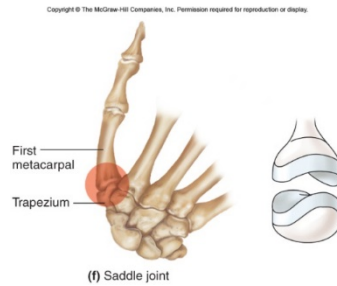 Copyright © The McGraw-Hill Companies, Inc. Permission required for reproduction or display.
First
metacarpal
Trapezium
(f) Saddle joint